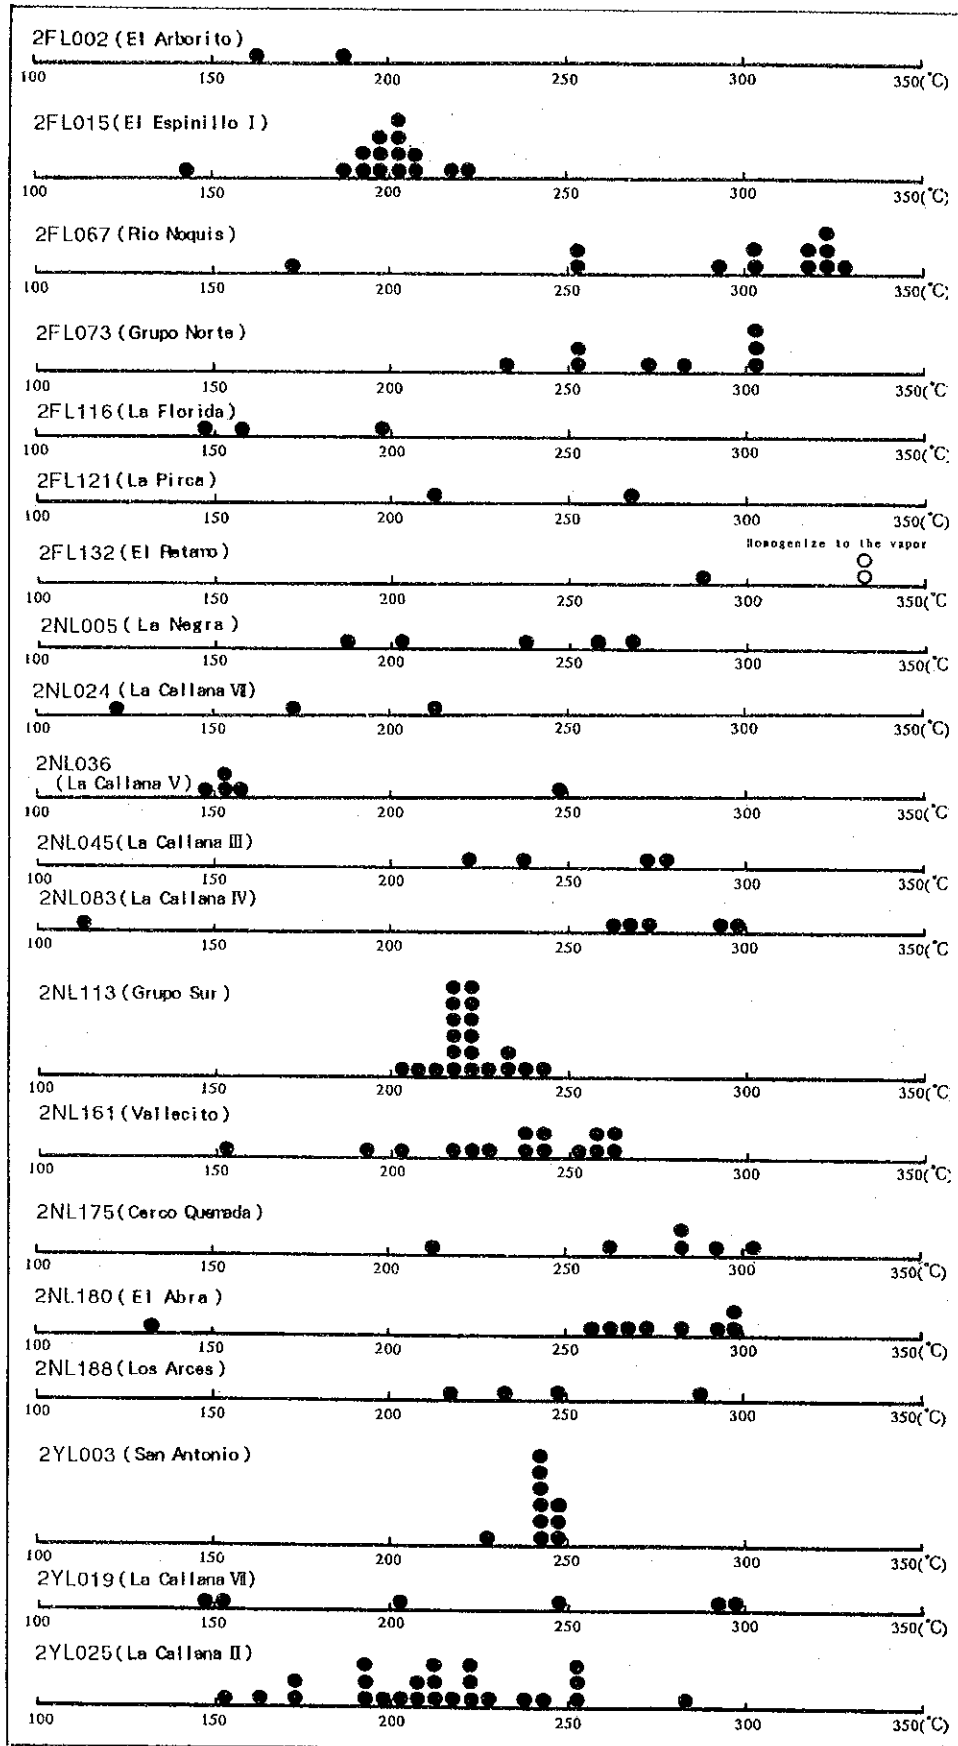 2FL002 (El Arborito)
100 150 200 250 300 350(°C)
2FL015(El Espinillo I)
100 150 200 250 300 350(°C)
2FL067 (Rio Noquis)
100 150 200 250 300 350(°C)
2FL073 (Grupo Norte)
100 150 200 250 300 350(°C
2FL116 (La Florida)
100 150 200 250 300 350(°C
2FL121 (La Pirca)
100 150 200 250 300 350(°C)
Homogenize to the vapor
2FL132 (El Retamo)
100 150 200 250 300 350(°C
2NL005 (La Negra)
100 150 200 250 300 350(°C
2NL024 (La Callana Ⅶ)
100 150 200 250 300 350(°C
2NL036
(La Callana V)
100 150 200 250 300 350(°C
2NL045(La Callana Ⅲ)
100 150 200 250 300 350(°C
2NL083(La Callana Ⅳ)
100 150 200 250 300 350(°C
2NL113 (Grupo Sur)
100 150 200 250 300 350(°C
2NL161 (Vallecito)
100 150 200 250 300 350(°C)
2NL175(Cerco Quemada)
100 150 200 250 300 350(°C)
2NL180 (El Abra)
100 150 200 250 300 350(°C)
2NL188 (Los Arces)
100 150 200 250 300 350(°C)
2YL003 (San Antonio)
100 150 200 250 300 350(°C)
2YL019 (La Callana Ⅶ)
100 150 200 250 300 350(°C)
2YL025(La Callana Ⅱ)
100 150 200 250 300 350(°C)